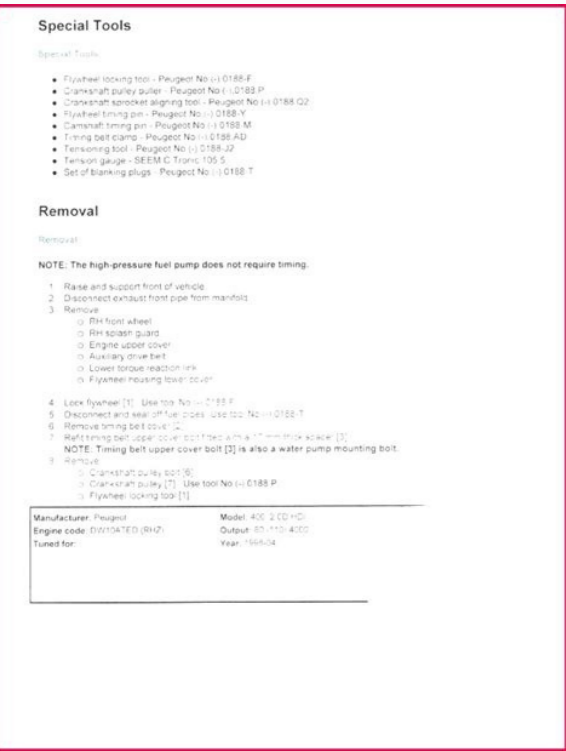 Special Tools
Special Tools
• Flywheel locking tool - Peugeot No.(-).0188-F
• Crankshaft pulley puller - Peugeot No.(-).0188.P
• Crankshaft sprocket aligning tool - Peugeot No.(-).0188.Q2
• Flywheel timing pin - Peugeot No.(-) 0188-Y
• Camshaft timing pin - Peugeot No.(-) 0188-M
• Timing belt clamp - Peugeot No.(-) 0188.AD
• Tensioning tool - Peugeot No.(-) 0188-J2
• Tension gauge - SEEM C.Tronic 105.5
• Set of blanking plugs - Peugeot No.(-) 0188-T
Removal
Removal
NOTE: The high-pressure fuel pump does not require timing.
1 Raise and support front of vehicle.
2 Disconnect exhaust front pipe from manifold.
3 Remove
o RH front wheel
o RH splash guard
o Engine upper cover
o Auxiliary drive belt
o Lower torque reaction link
o Flywheel housing lower cover
4 Lock flywheel [1]. Use tool No.(-) 0188-F
5 Disconnect and seal off fuel pipes. Use tool No.(-) 0188-T
6 Remove timing belt cover [2]
7 Refit timing belt upper cover bolt fitted with a mm thick spacer [3]
NOTE: Timing belt upper cover bolt [3] is also a water pump mounting bolt.
Remove
o Crankshaft pulley bolt [6]
o Crankshaft pulley [7]. Use tool No.(-) 0188.P
o Flywheel locking tool [1]
Manufacturer: Peugeot Model: 406 2,0D HDi
Engine code: DW10ATED (RHZ) Output: 80 (110) 4000
Tuned for: Year: 1998-04